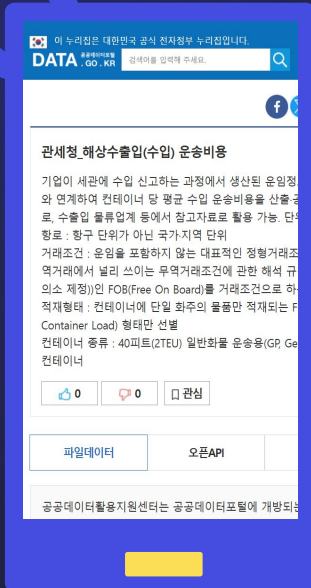 이 누리집은 대한민국 공식 전자정부 누리집입니다.
DATA 공공데이터포털 .GO.KR 검색어를 입력해 주세요.
관세청_해상수출입(수입) 운송비용
기업이 세관에 수입 신고하는 과정에서 생산된 운임정
와 연계하여 컨테이너 당 평균 수입 운송비용을 산출·공
로, 수출입 물류업계 등에서 참고자료로 활용 가능. 단위
항로 : 항구 단위가 아닌 국가·지역 단위
거래조건 : 운임을 포함하지 않는 대표적인 정형거래조
역거래에서 널리 쓰이는 무역거래조건에 관한 해석 규
의소 제정))인 FOB(Free On Board)를 거래조건으로 하
적재형태 : 컨테이너에 단일 화주의 물품만 적재되는 F
Container Load) 형태만 선별
컨테이너 종류 : 40피트(2TEU) 일반화물 운송용(GP, Ge
컨테이너
0 0 관심
파일데이터 오픈API
공공데이터활용지원센터는 공공데이터포털에 개방되는